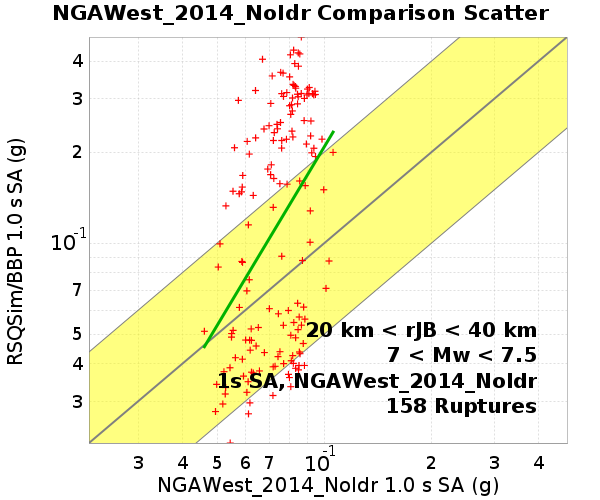 NGAWest_2014_NoIdr Comparison Scatter
RSQSim/BBP 1.0 s SA (g)
4
3
2
10-1
7
5
4
3
20 km < rJB < 40 km
7 < Mw < 7.5
1s SA, NGAWest_2014_NoIdr
158 Ruptures
3 4 5 6 7 10-1 2 3 4
NGAWest_2014_NoIdr 1.0 s SA (g)